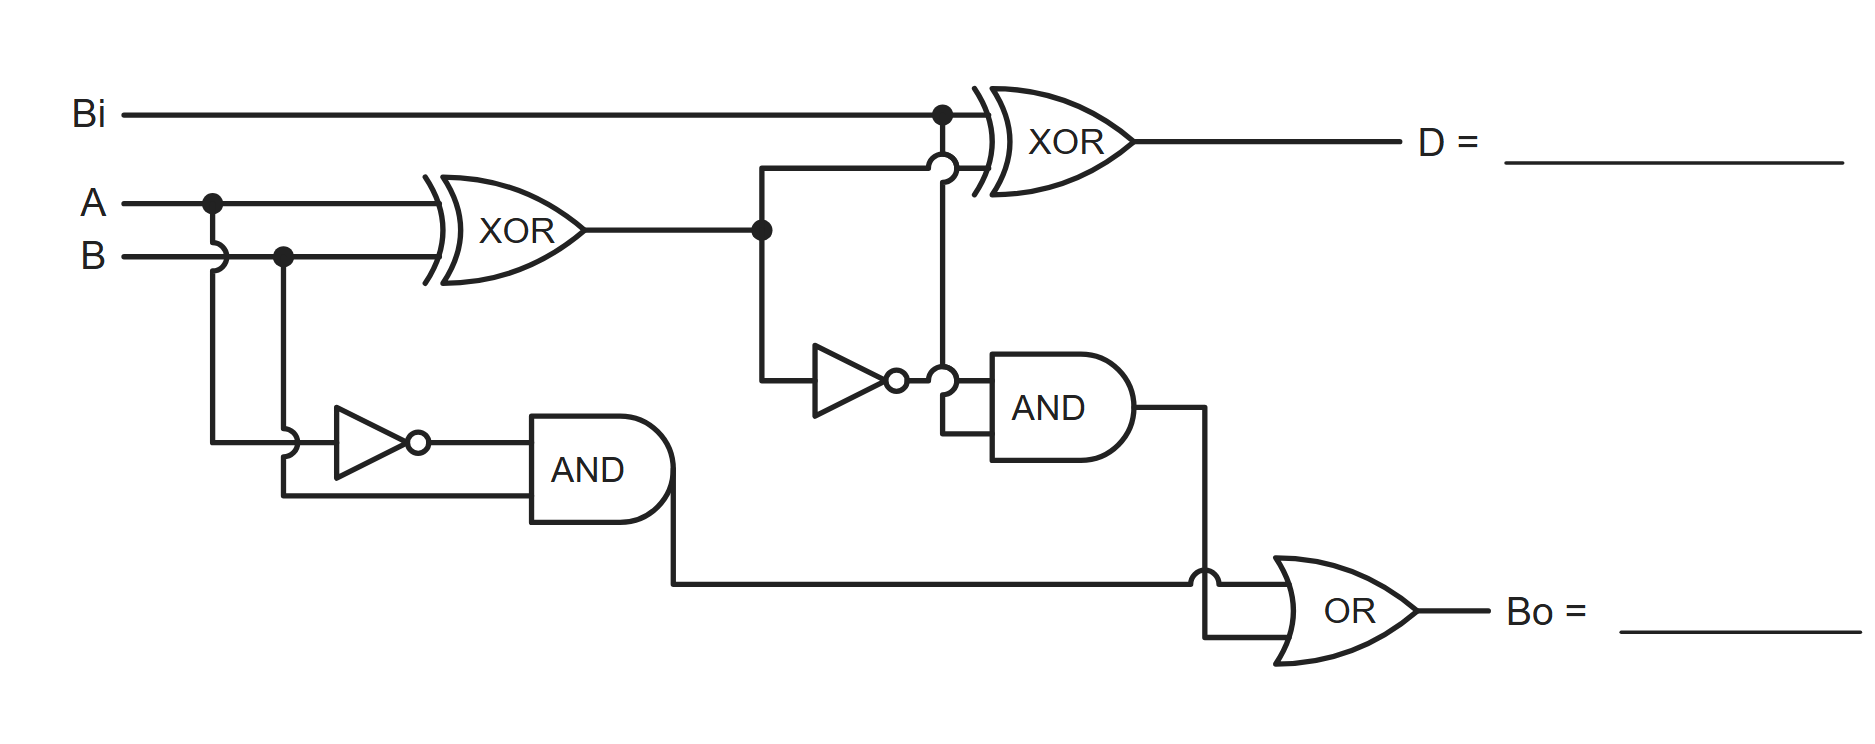 Bi
XOR
D =
A
XOR
B
AND
AND
OR
Bo =